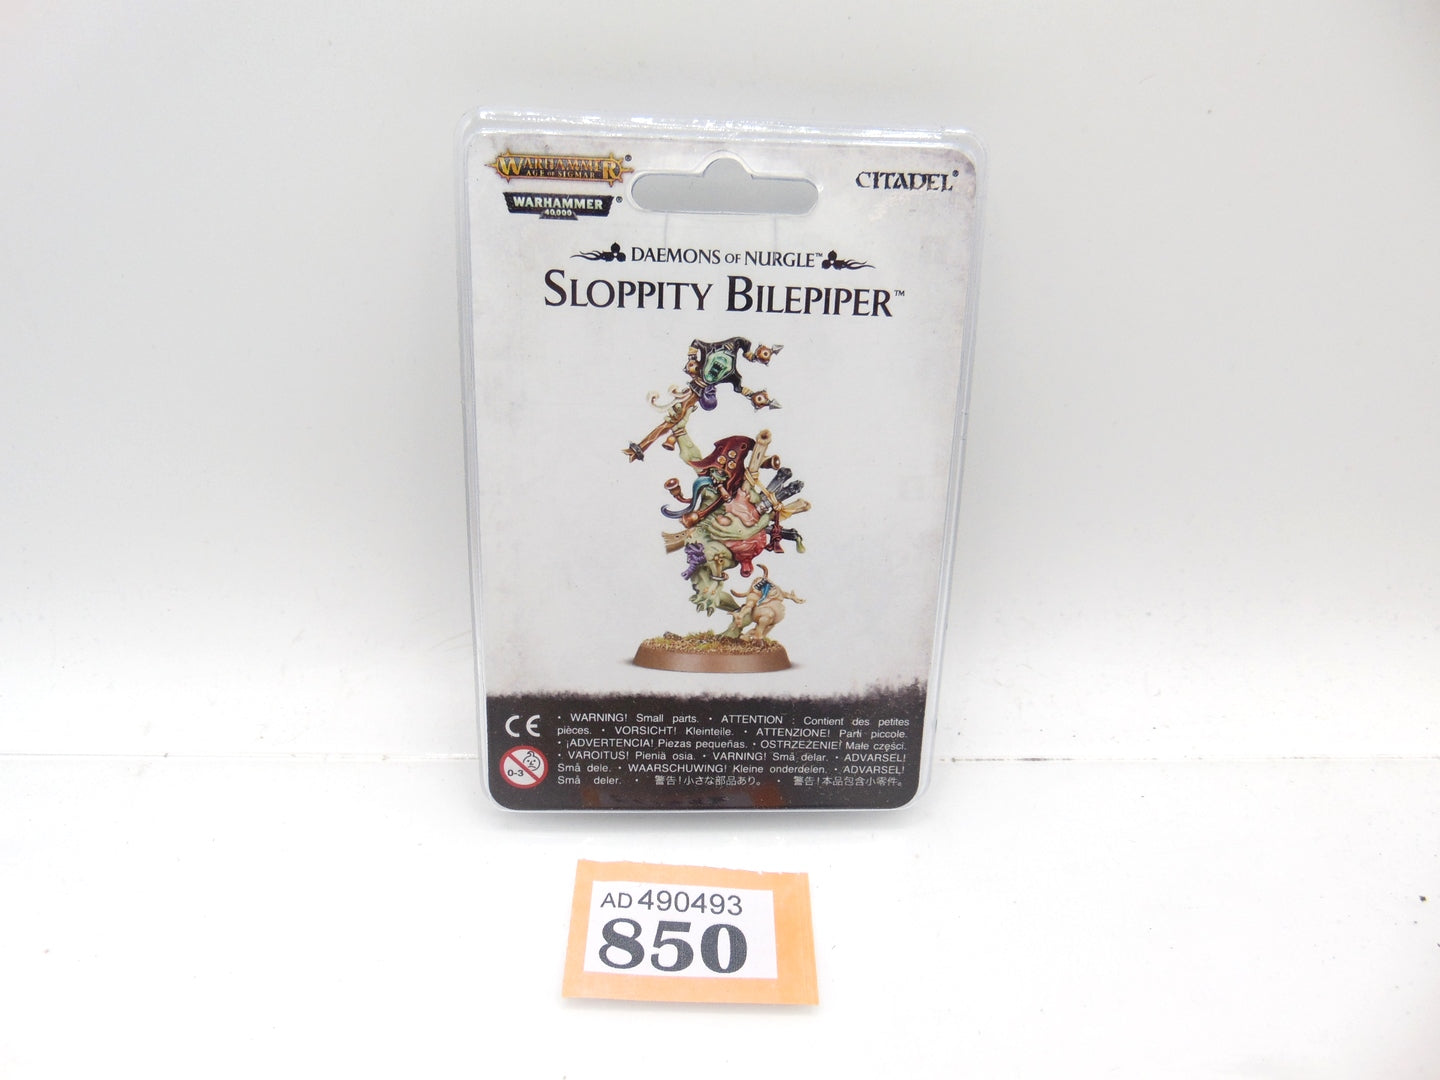 WARHAMMER®
AGE OF SIGMAR
WARHAMMER®
40,000
CITADEL®
DAEMONS OF NURGLE™
SLOPPITY BILEPIPER™
CE
• WARNING! Small parts. • ATTENTION : Contient des petites
pièces. • VORSICHT! Kleinteile. • ATTENZIONE! Parti piccole.
• ¡ADVERTENCIA! Piezas pequeñas. • OSTRZEŻENIE! Małe części.
• VAROITUS! Pieniä osia. • VARNING! Små delar. • ADVARSEL!
Små dele. • WAARSCHUWING! Kleine onderdelen. • ADVARSEL!
Små deler. • 警告!小さな部品あり。 • 警告!本品包含小零件。
0-3
AD 490493
850